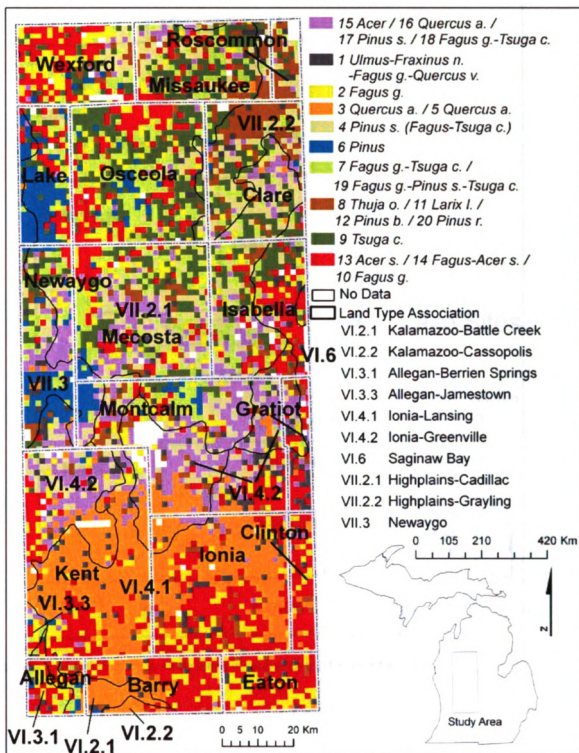 15 Acer / 16 Quercus a. /
17 Pinus s. / 18 Fagus g.-Tsuga c.
1 Ulmus-Fraxinus n.
-Fagus g.-Quercus v.
2 Fagus g.
3 Quercus a. / 5 Quercus a.
4 Pinus s. (Fagus-Tsuga c.)
6 Pinus
7 Fagus g.-Tsuga c. /
19 Fagus g.-Pinus s.-Tsuga c.
8 Thuja o. / 11 Larix l. /
12 Pinus b. / 20 Pinus r.
9 Tsuga c.
13 Acer s. / 14 Fagus-Acer s. /
10 Fagus g.
No Data
Land Type Association
VI.2.1 Kalamazoo-Battle Creek
VI.2.2 Kalamazoo-Cassopolis
VI.3.1 Allegan-Berrien Springs
VI.3.3 Allegan-Jamestown
VI.4.1 Ionia-Lansing
VI.4.2 Ionia-Greenville
VI.6 Saginaw Bay
VII.2.1 Highplains-Cadillac
VII.2.2 Highplains-Grayling
VII.3 Newaygo
0 105 210 420 Km
N
Study Area
Roscommon
Wexford
Missaukee
VII.2.2
Lake
Osceola
Clare
Newaygo
VII.2.1
Isabella
Mecosta
VI.6
VII.3
Montcalm
Gratiot
VI.4.2
VI.4.2
Clinton
Ionia
Kent
VI.4.1
VI.3.3
Allegan
Barry
Eaton
VI.3.1
VI.2.1
VI.2.2
0 5 10 20 Km